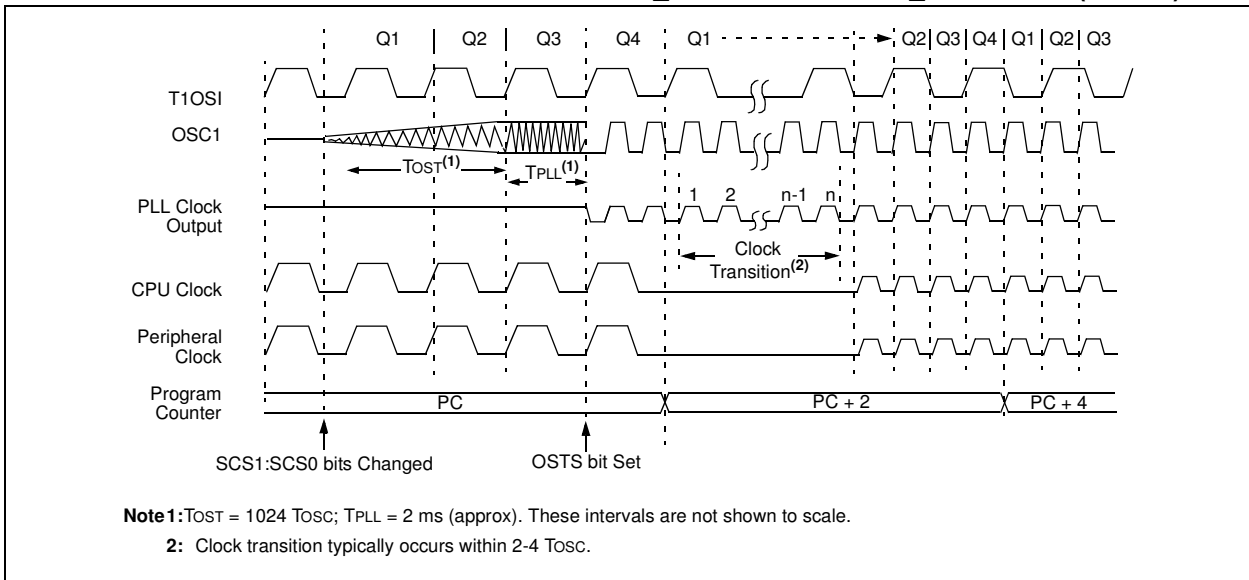 Q1 Q2 Q3 Q4 Q1 Q2 Q3 Q4 Q1 Q2 Q3
T1OSI
OSC1
TOST(1)
TPLL(1)
1 2 n-1 n
PLL Clock
Output
Clock
Transition(2)
CPU Clock
Peripheral
Clock
Program
Counter
PC PC + 2 PC + 4
SCS1:SCS0 bits Changed OSTS bit Set
Note 1: TOST = 1024 TOSC; TPLL = 2 ms (approx). These intervals are not shown to scale.
2: Clock transition typically occurs within 2-4 TOSC.